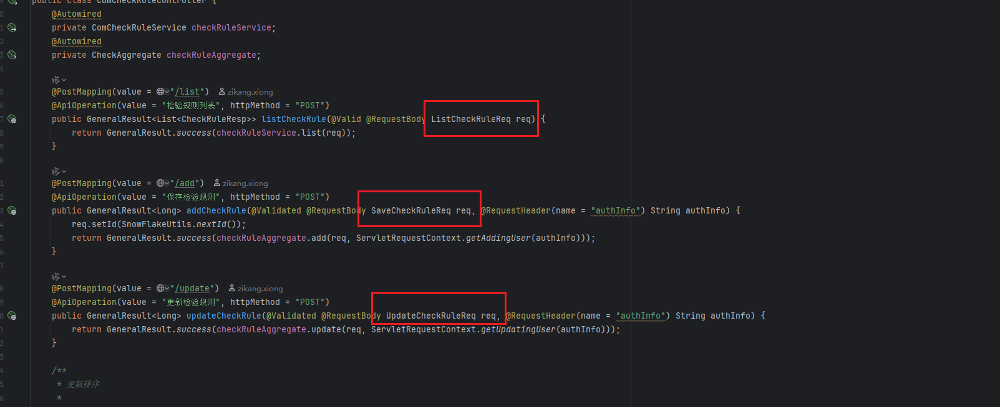 public class ComCheckRuleController {
@Autowired
private ComCheckRuleService checkRuleService;
@Autowired
private CheckAggregate checkRuleAggregate;
@PostMapping(value = "/list") zikang.xiong
@ApiOperation(value = "检验规则列表", httpMethod = "POST")
public GeneralResult<List<CheckRuleResp>> listCheckRule(@Valid @RequestBody ListCheckRuleReq req) {
return GeneralResult.success(checkRuleService.list(req));
}
@PostMapping(value = "/add") zikang.xiong
@ApiOperation(value = "保存检验规则", httpMethod = "POST")
public GeneralResult<Long> addCheckRule(@Validated @RequestBody SaveCheckRuleReq req, @RequestHeader(name = "authInfo") String authInfo) {
req.setId(SnowFlakeUtils.nextId());
return GeneralResult.success(checkRuleAggregate.add(req, ServletRequestContext.getAddingUser(authInfo)));
}
@PostMapping(value = "/update") zikang.xiong
@ApiOperation(value = "更新检验规则", httpMethod = "POST")
public GeneralResult<Long> updateCheckRule(@Validated @RequestBody UpdateCheckRuleReq req, @RequestHeader(name = "authInfo") String authInfo) {
return GeneralResult.success(checkRuleAggregate.update(req, ServletRequestContext.getUpdatingUser(authInfo)));
}
/**
* 更新排序
*